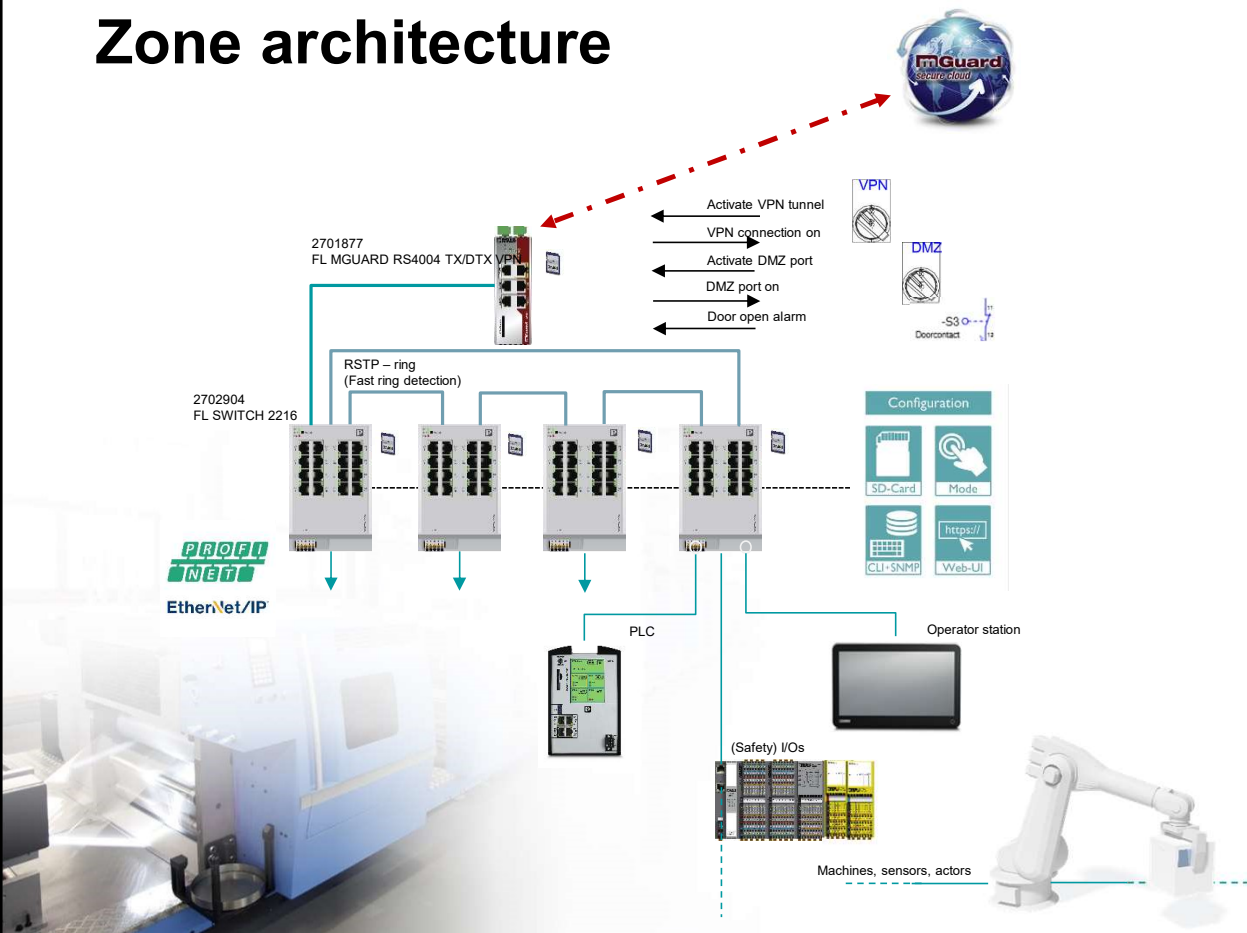 Zone architecture
mGuard
secure cloud
VPN
Activate VPN tunnel
VPN connection on
2701877
FL MGUARD RS4004 TX/DTX VPN
DMZ
Activate DMZ port
DMZ port on
Door open alarm
11
-S3
Doorcontact
12
RSTP – ring
(Fast ring detection)
2702904
FL SWITCH 2216
Configuration
SD-Card
Mode
https://
CLI • SNMP
Web-UI
PROFI
NET
EtherNet/IP
PLC
Operator station
(Safety) I/Os
Machines, sensors, actors